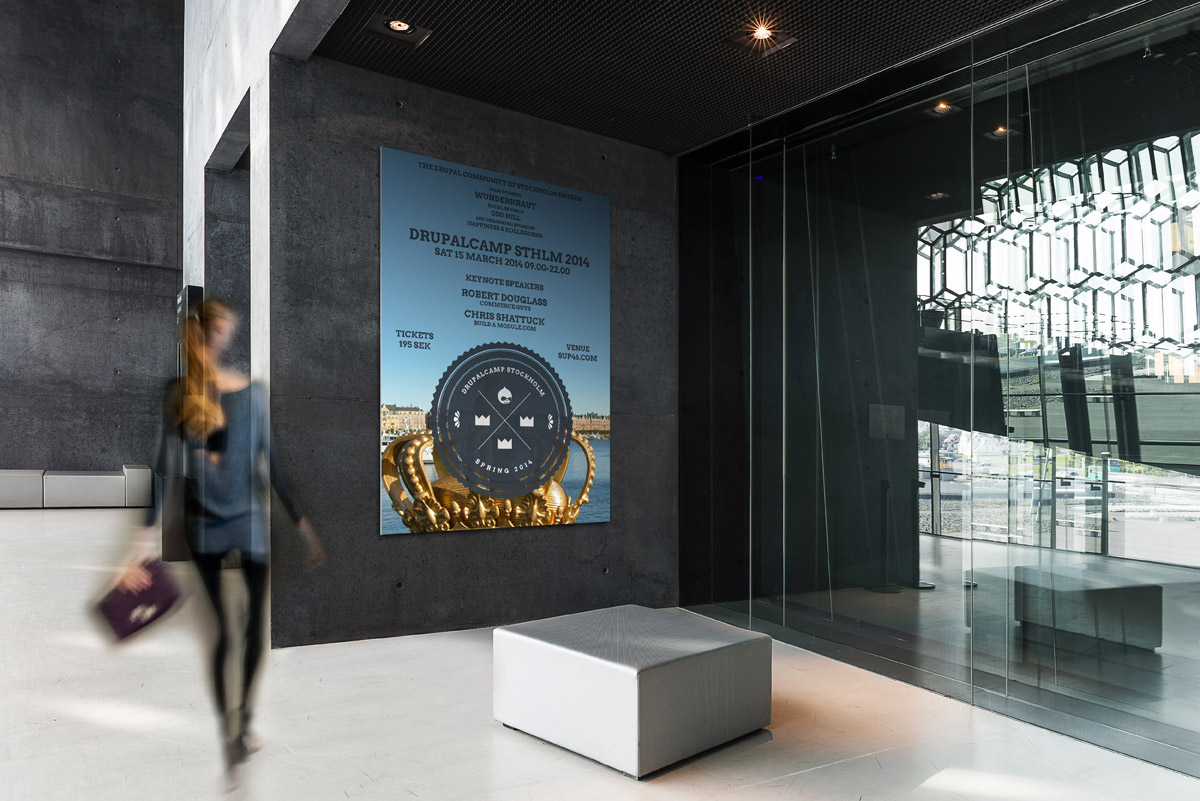 THE DRUPAL COMMUNITY OF STOCKHOLM SWEDEN
WUNDERKRAUT
ODD HILL
HAPPINESS & KOLLEGORNA
DRUPALCAMP STHLM 2014
SAT 15 MARCH 2014 09.00-22.00
KEYNOTE SPEAKERS
ROBERT DOUGLASS
COMMERCE GUYS
CHRIS SHATTUCK
BUILD A MODULE.COM
TICKETS
195 SEK
VENUE
SUP46.COM
DRUPALCAMP STOCKHOLM
SPRING 2014